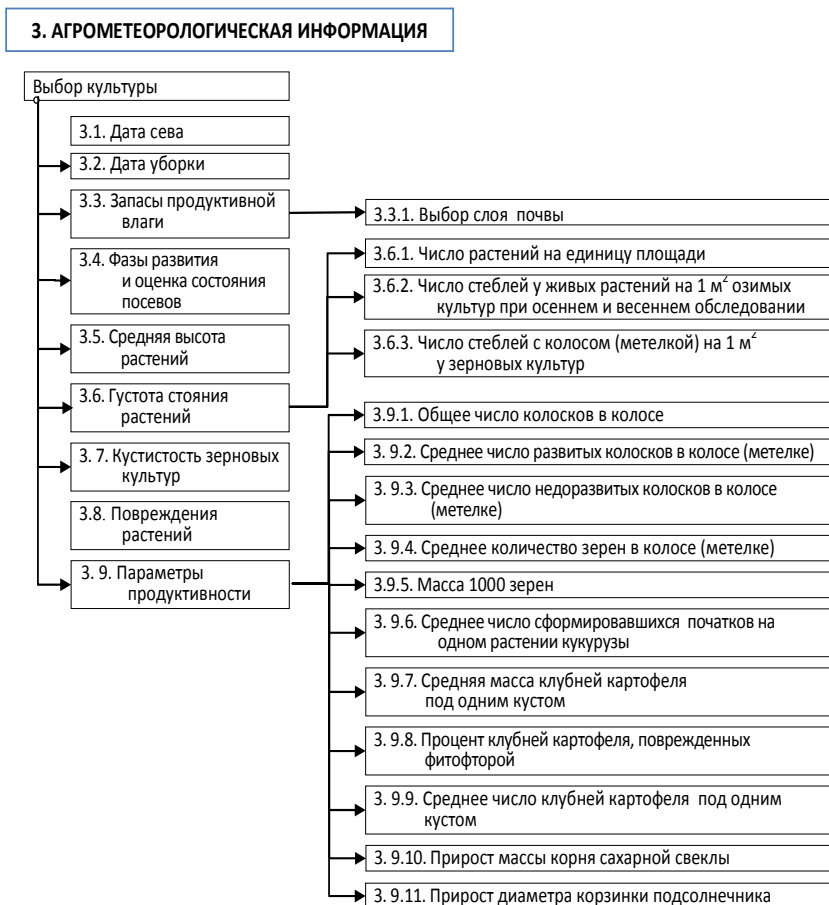 3. АГРОМЕТЕОРОЛОГИЧЕСКАЯ ИНФОРМАЦИЯ
Выбор культуры
3.1. Дата сева
3.2. Дата уборки
3.3. Запасы продуктивной
влаги
3.4. Фазы развития
и оценка состояния
посевов
3.5. Средняя высота
растений
3.6. Густота стояния
растений
3. 7. Кустистость зерновых
культур
3.8. Повреждения
растений
3. 9. Параметры
продуктивности
3.3.1. Выбор слоя почвы
3.6.1. Число растений на единицу площади
3.6.2. Число стеблей у живых растений на 1 м² озимых
культур при осеннем и весеннем обследовании
3.6.3. Число стеблей с колосом (метелкой) на 1 м²
у зерновых культур
3.9.1. Общее число колосков в колосе
3. 9.2. Среднее число развитых колосков в колосе (метелке)
3. 9.3. Среднее число недоразвитых колосков в колосе
(метелке)
3. 9.4. Среднее количество зерен в колосе (метелке)
3.9.5. Масса 1000 зерен
3. 9.6. Среднее число сформировавшихся початков на
одном растении кукурузы
3. 9.7. Средняя масса клубней картофеля
под одним кустом
3. 9.8. Процент клубней картофеля, поврежденных
фитофторой
3. 9.9. Среднее число клубней картофеля под одним
кустом
3. 9.10. Прирост массы корня сахарной свеклы
3. 9.11. Прирост диаметра корзинки подсолнечника